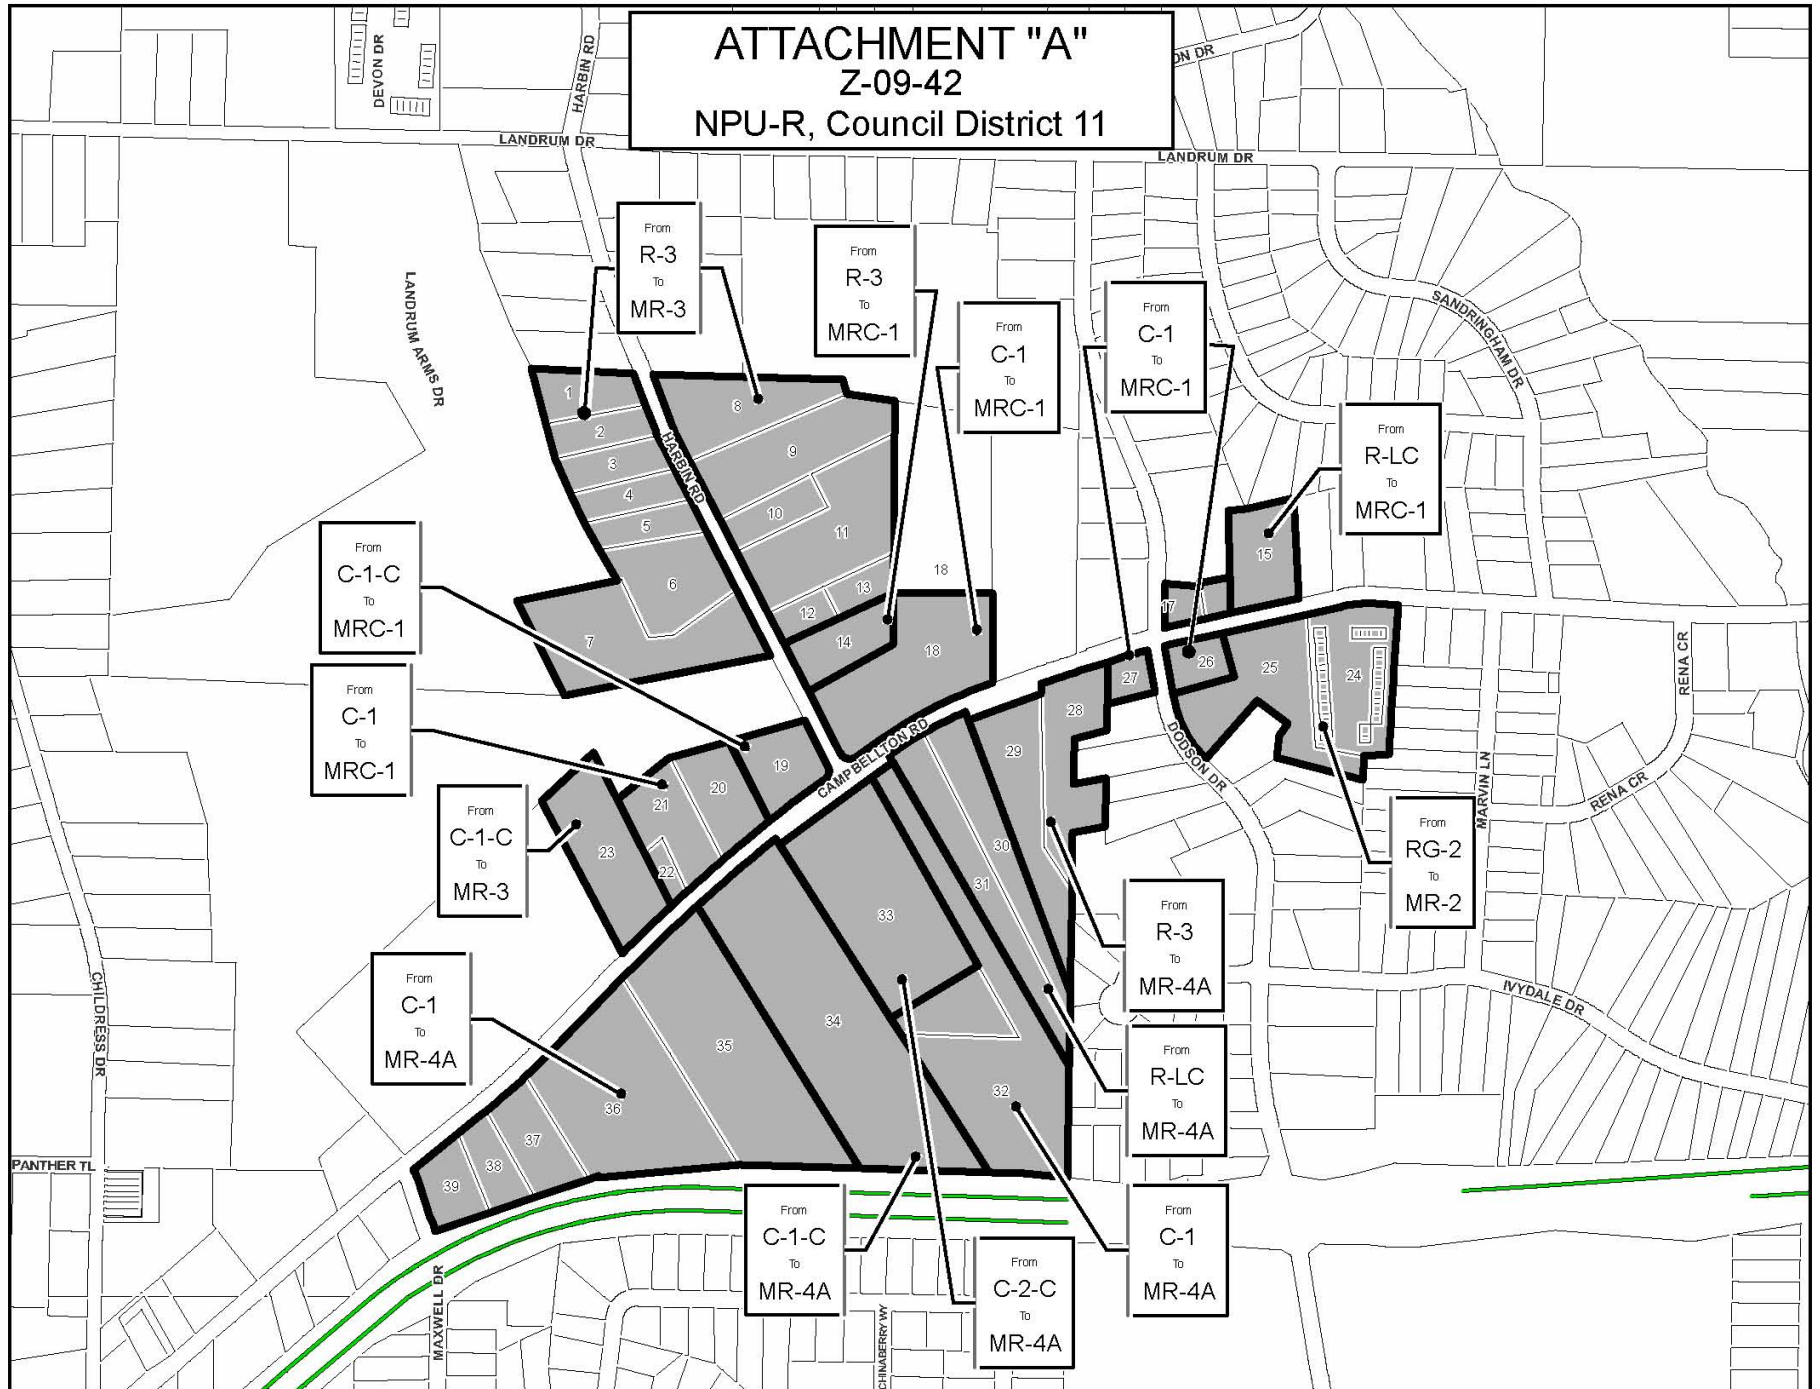 ATTACHMENT "A"
Z-09-42
NPU-R, Council District 11
DEVON DR
HARBIN RD
ON DR
LANDRUM DR
LANDRUM DR
From
R-3
To
MR-3
From
R-3
To
MRC-1
From
C-1
To
MRC-1
From
C-1
To
MRC-1
LANDRUM ARMS DR
SANDRINGHAM DR
From
R-LC
To
MRC-1
1
2
3
4
5
6
7
HARBIN RD
8
9
10
11
12
13
14
18
18
15
17
From
C-1-C
To
MRC-1
From
C-1
To
MRC-1
26
27
25
24
28
RENA CR
DODSON DR
CAMPBELLTON RD
19
20
21
22
23
29
30
31
33
MARVIN LN
RENA CR
From
C-1-C
To
MR-3
From
RG-2
To
MR-2
From
R-3
To
MR-4A
From
C-1
To
MR-4A
CHILDRESS DR
IVYDALE DR
34
35
32
36
37
38
39
From
R-LC
To
MR-4A
PANTHER TL
From
C-1-C
To
MR-4A
From
C-2-C
To
MR-4A
From
C-1
To
MR-4A
MAXWELL DR
CHINABERRY WY